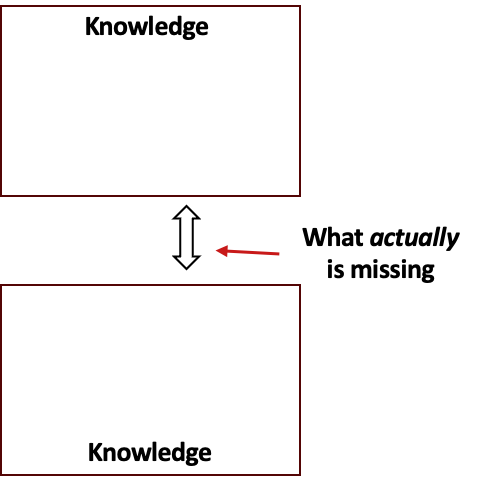 Knowledge
What actually
is missing
Knowledge